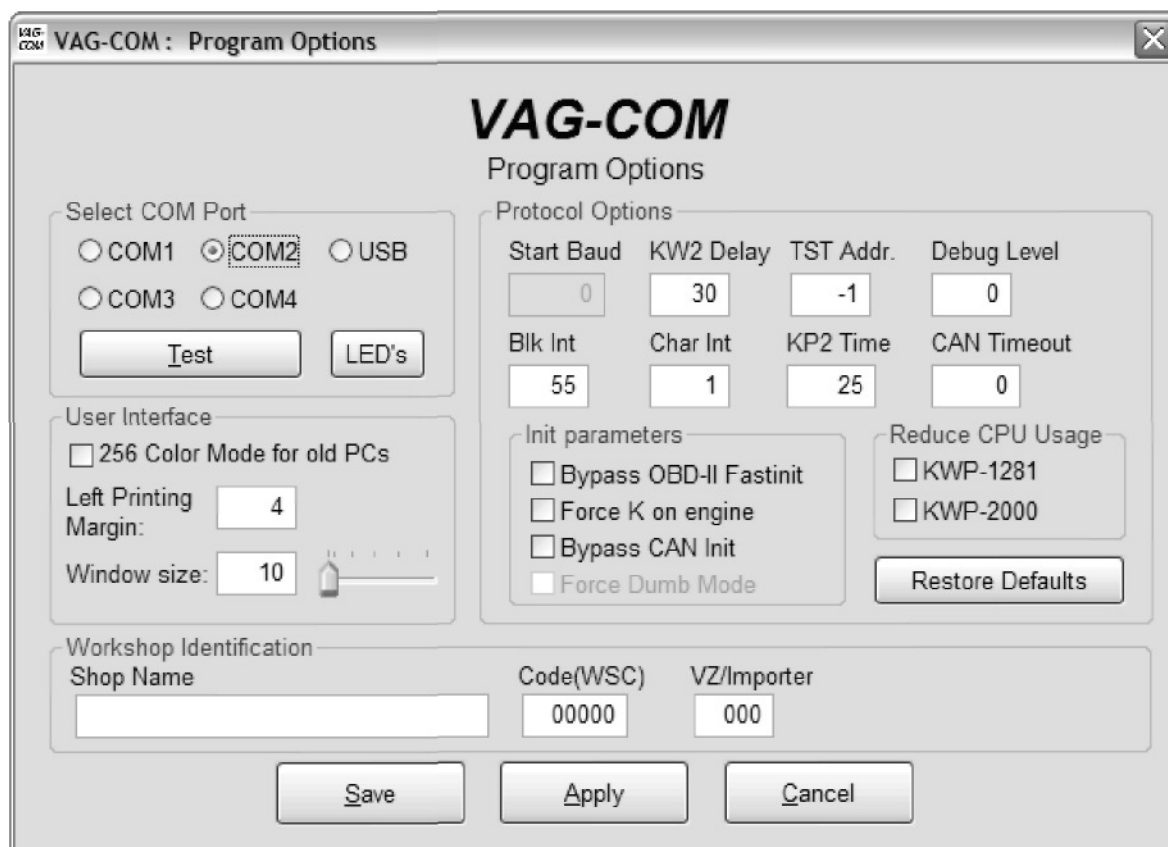 VAG-
COM
VAG-COM :  Program Options
VAG-COM
Program Options
Select COM Port
COM1 COM2 USB
COM3 COM4
Test LED's
User Interface
256 Color Mode for old PCs
Left Printing
Margin: 4
Window size: 10
Protocol Options
Start Baud KW2 Delay TST Addr. Debug Level
0 30 -1 0
Blk Int Char Int KP2 Time CAN Timeout
55 1 25 0
Init parameters
Bypass OBD-II Fastinit
Force K on engine
Bypass CAN Init
Force Dumb Mode
Reduce CPU Usage
KWP-1281
KWP-2000
Restore Defaults
Workshop Identification
Shop Name Code(WSC) VZ/Importer
00000 000
Save Apply Cancel